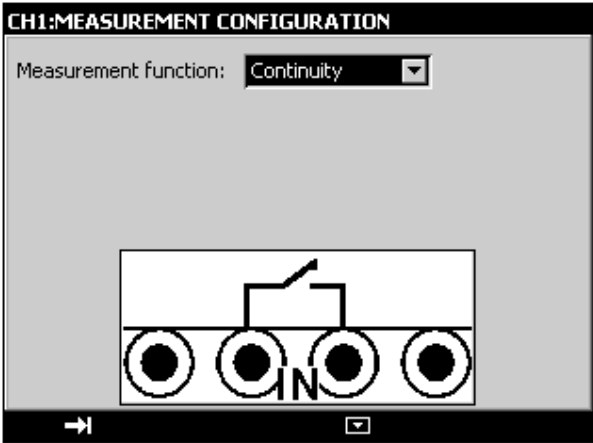 CH1:MEASUREMENT CONFIGURATION
Measurement function: Continuity
IN